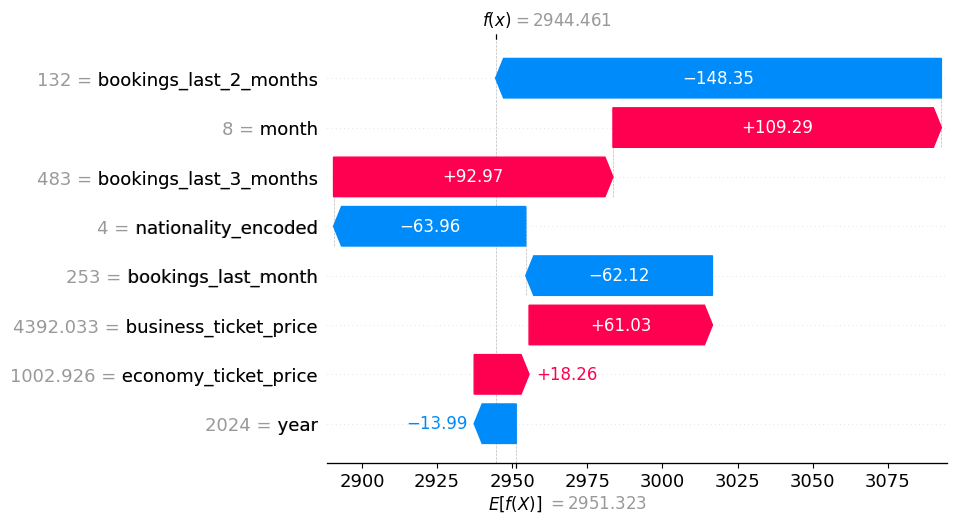 f(x) = 2944.461
132 = bookings_last_2_months
−148.35
8 = month
+109.29
483 = bookings_last_3_months
+92.97
4 = nationality_encoded
−63.96
253 = bookings_last_month
−62.12
4392.033 = business_ticket_price
+61.03
1002.926 = economy_ticket_price
+18.26
2024 = year
−13.99
2900 2925 2950 2975 3000 3025 3050 3075
E[f(X)] = 2951.323